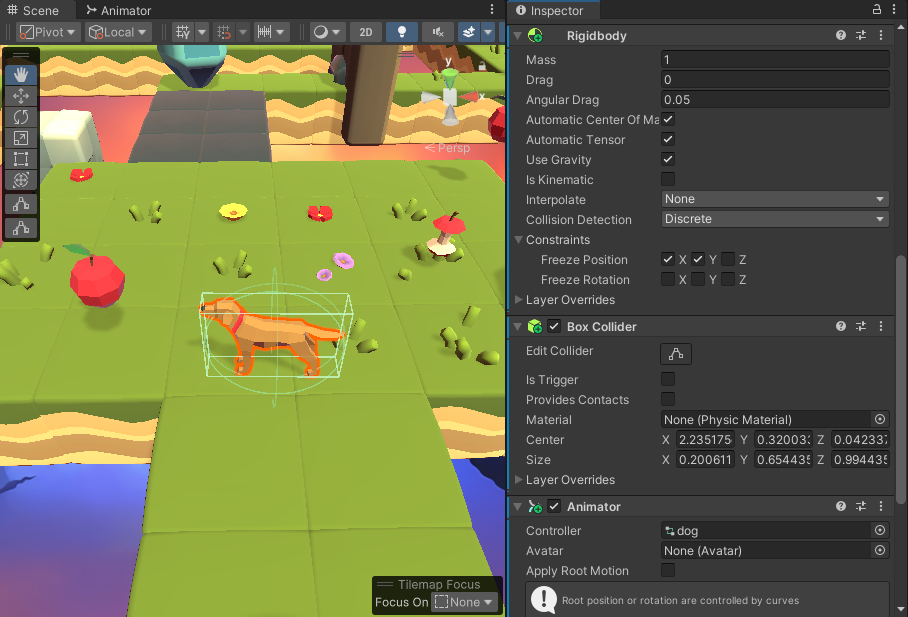 Scene
Animator
Inspector
Pivot
Local
2D
y
x
Persp
Tilemap Focus
Focus On None
Rigidbody
Mass 1
Drag 0
Angular Drag 0.05
Automatic Center Of Ma
Automatic Tensor
Use Gravity
Is Kinematic
Interpolate None
Collision Detection Discrete
Constraints
Freeze Position X Y Z
Freeze Rotation X Y Z
Layer Overrides
Box Collider
Edit Collider
Is Trigger
Provides Contacts
Material None (Physic Material)
Center X 2.235175 Y 0.320033 Z 0.042337
Size X 0.200611 Y 0.654435 Z 0.994435
Layer Overrides
Animator
Controller dog
Avatar None (Avatar)
Apply Root Motion
Root position or rotation are controlled by curves